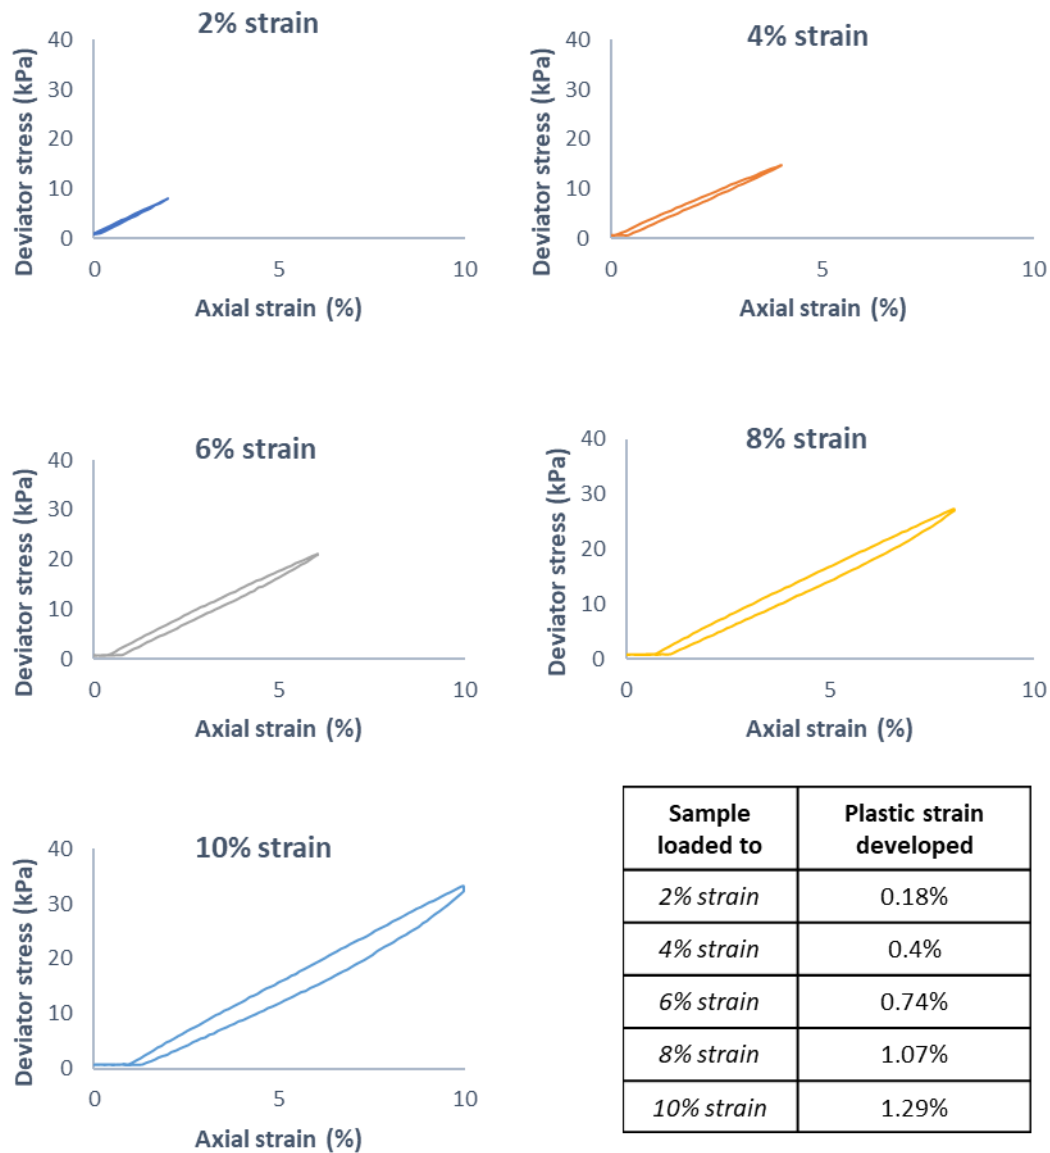 2% strain
40
30
20
10
0
Deviator stress (kPa)
0 5 10
Axial strain (%)
4% strain
40
30
20
10
0
Deviator stress (kPa)
0 5 10
Axial strain (%)
6% strain
40
30
20
10
0
Deviator stress (kPa)
0 5 10
Axial strain (%)
8% strain
40
30
20
10
0
Deviator stress (kPa)
0 5 10
Axial strain (%)
10% strain
40
30
20
10
0
Deviator stress (kPa)
0 5 10
Axial strain (%)
Sample Plastic strain
loaded to developed
2% strain 0.18%
4% strain 0.4%
6% strain 0.74%
8% strain 1.07%
10% strain 1.29%